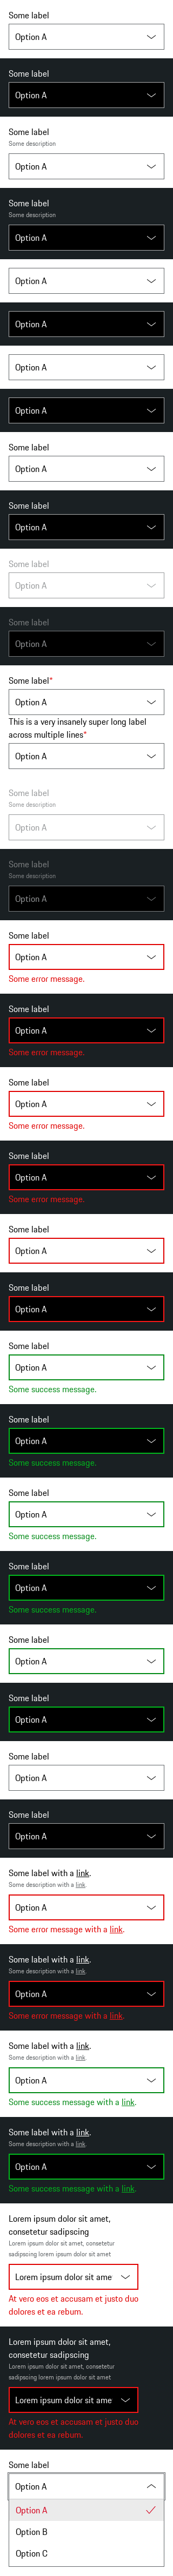 Some label
Option A
Some label
Option A
Some label
Some description
Option A
Some label
Some description
Option A
Option A
Option A
Option A
Option A
Some label
Option A
Some label
Option A
Some label
Option A
Some label
Option A
Some label*
Option A
This is a very insanely super long label
across multiple lines*
Option A
Some label
Some description
Option A
Some label
Some description
Option A
Some label
Option A
Some error message.
Some label
Option A
Some error message.
Some label
Option A
Some error message.
Some label
Option A
Some error message.
Some label
Option A
Some label
Option A
Some label
Option A
Some success message.
Some label
Option A
Some success message.
Some label
Option A
Some success message.
Some label
Option A
Some success message.
Some label
Option A
Some label
Option A
Some label
Option A
Some label
Option A
Some label with a link.
Some description with a link.
Option A
Some error message with a link.
Some label with a link.
Some description with a link.
Option A
Some error message with a link.
Some label with a link.
Some description with a link.
Option A
Some success message with a link.
Some label with a link.
Some description with a link.
Option A
Some success message with a link.
Lorem ipsum dolor sit amet,
consetetur sadipscing
Lorem ipsum dolor sit amet, consetetur
sadipscing lorem ipsum dolor sit amet
Lorem ipsum dolor sit ame
At vero eos et accusam et justo duo
dolores et ea rebum.
Lorem ipsum dolor sit amet,
consetetur sadipscing
Lorem ipsum dolor sit amet, consetetur
sadipscing lorem ipsum dolor sit amet
Lorem ipsum dolor sit ame
At vero eos et accusam et justo duo
dolores et ea rebum.
Some label
Option A
Option A
Option B
Option C